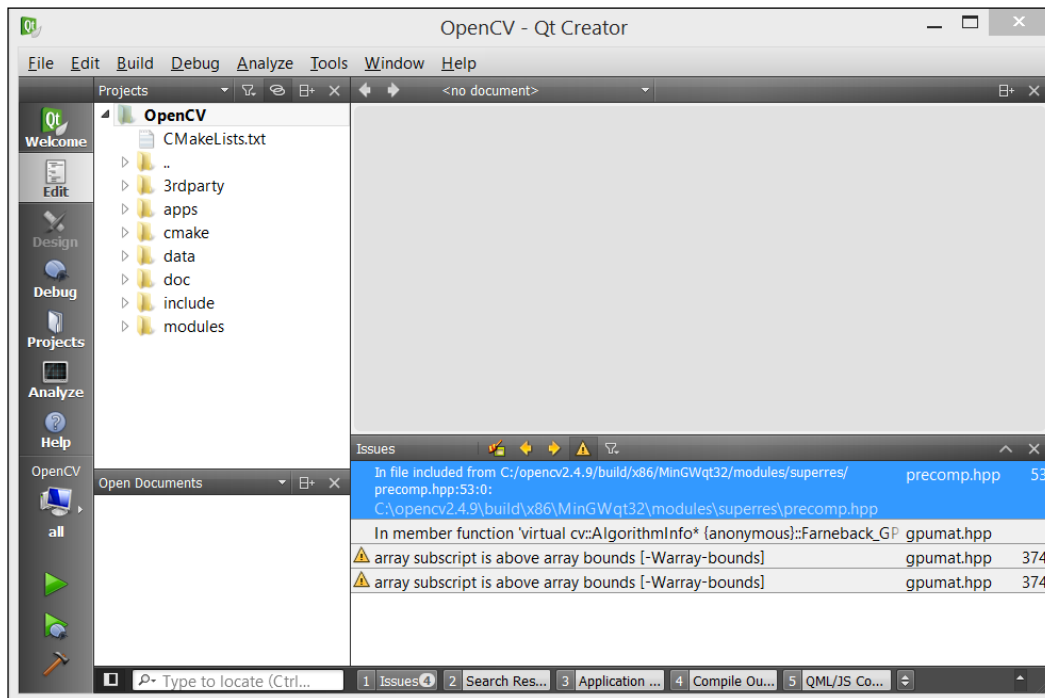 OpenCV - Qt Creator
File Edit Build Debug Analyze Tools Window Help
Projects
<no document>
Qt
Welcome
Edit
Design
Debug
Projects
Analyze
Help
OpenCV
all
OpenCV
CMakeLists.txt
..
3rdparty
apps
cmake
data
doc
include
modules
Open Documents
Issues
In file included from C:/opencv2.4.9/build/x86/MinGWqt32/modules/superres/ precomp.hpp 53
precomp.hpp:53:0:
C:\opencv2.4.9\build\x86\MinGWqt32\modules\superres\precomp.hpp
In member function 'virtual cv::AlgorithmInfo* {anonymous}::Farneback_GP gpumat.hpp
array subscript is above array bounds [-Warray-bounds] gpumat.hpp 374
array subscript is above array bounds [-Warray-bounds] gpumat.hpp 374
Type to locate (Ctrl...
1 Issues 4 2 Search Res... 3 Application ... 4 Compile Ou... 5 QML/JS Co...